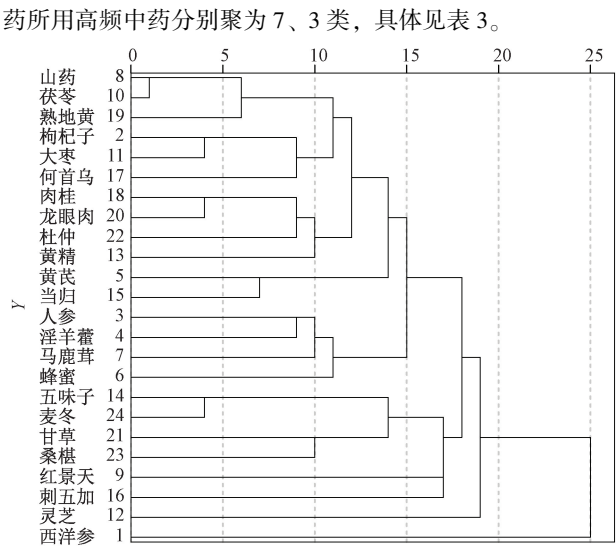 药所用高频中药分别聚为 7、3 类，具体见表 3。
0 5 10 15 20 25
山药 8
茯苓 10
熟地黄 19
枸杞子 2
大枣 11
何首乌 17
肉桂 18
龙眼肉 20
杜仲 22
黄精 13
黄芪 5
当归 15
Y
人参 3
淫羊藿 4
马鹿茸 7
蜂蜜 6
五味子 14
麦冬 24
甘草 21
桑椹 23
红景天 9
刺五加 16
灵芝 12
西洋参 1